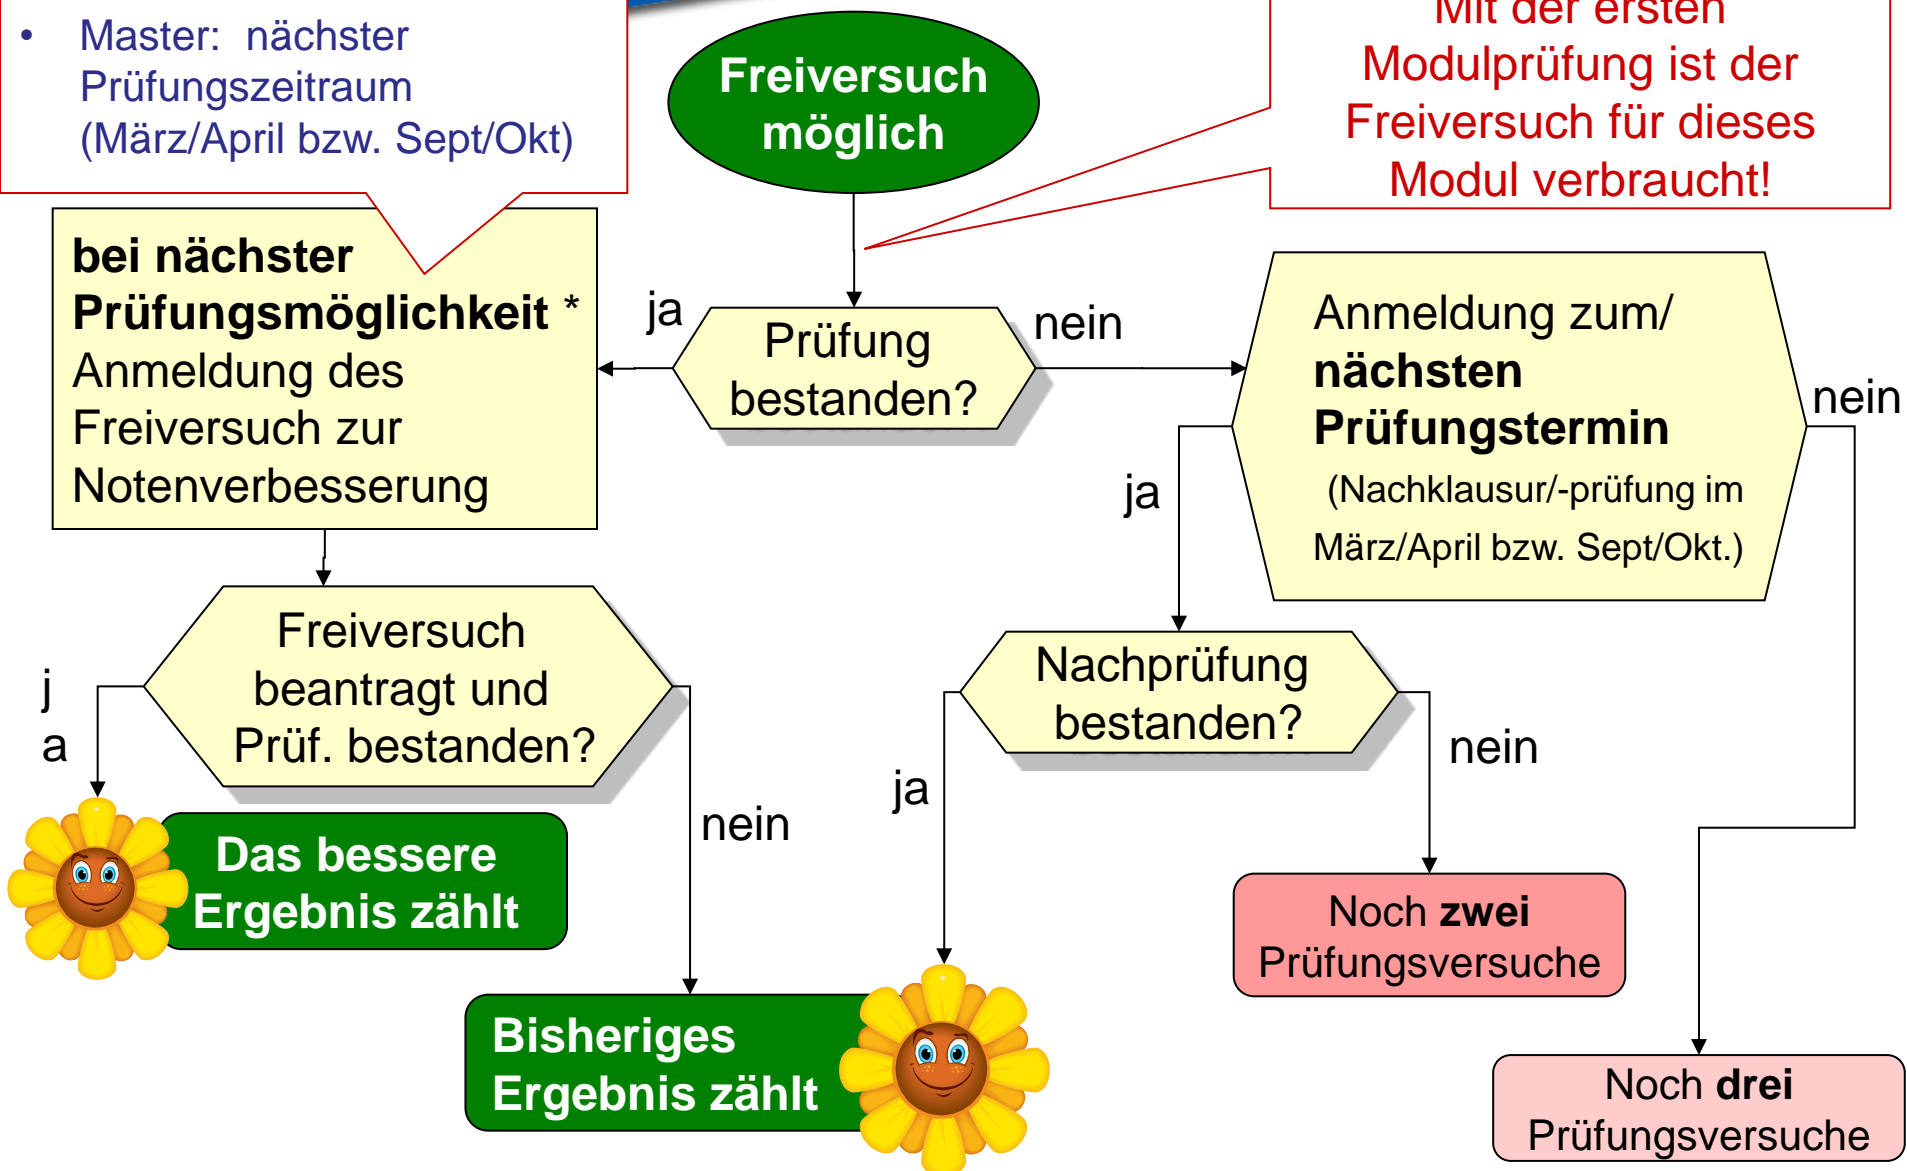 • Master: nächster
Prüfungszeitraum
(März/April bzw. Sept/Okt)
Freiversuch
möglich
Mit der ersten
Modulprüfung ist der
Freiversuch für dieses
Modul verbraucht!
bei nächster
Prüfungsmöglichkeit *
Anmeldung des
Freiversuch zur
Notenverbesserung
ja
Prüfung
bestanden?
nein
Anmeldung zum/
nächsten
Prüfungstermin
(Nachklausur/-prüfung im
März/April bzw. Sept/Okt.)
nein
ja
Freiversuch
beantragt und
Prüf. bestanden?
j
a
nein
Nachprüfung
bestanden?
ja
nein
Das bessere
Ergebnis zählt
Bisheriges
Ergebnis zählt
Noch zwei
Prüfungsversuche
Noch drei
Prüfungsversuche